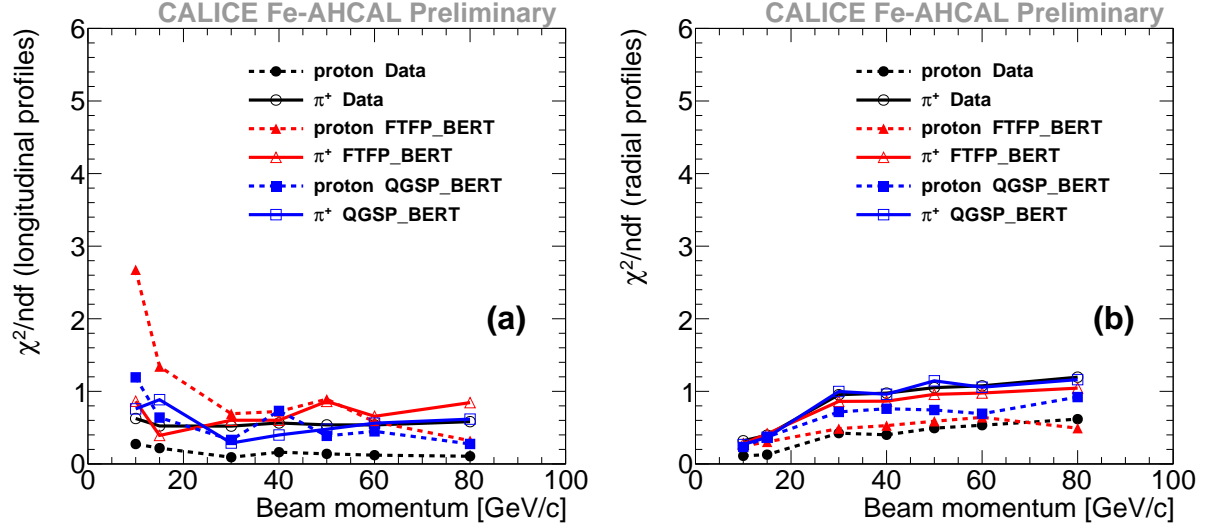 CALICE Fe-AHCAL Preliminary
χ²/ndf (longitudinal profiles)
6
5
4
3
2
1
0
proton Data
π⁺ Data
proton FTFP_BERT
π⁺ FTFP_BERT
proton QGSP_BERT
π⁺ QGSP_BERT
(a)
0 20 40 60 80 100
Beam momentum [GeV/c]
CALICE Fe-AHCAL Preliminary
χ²/ndf (radial profiles)
6
5
4
3
2
1
0
proton Data
π⁺ Data
proton FTFP_BERT
π⁺ FTFP_BERT
proton QGSP_BERT
π⁺ QGSP_BERT
(b)
0 20 40 60 80 100
Beam momentum [GeV/c]